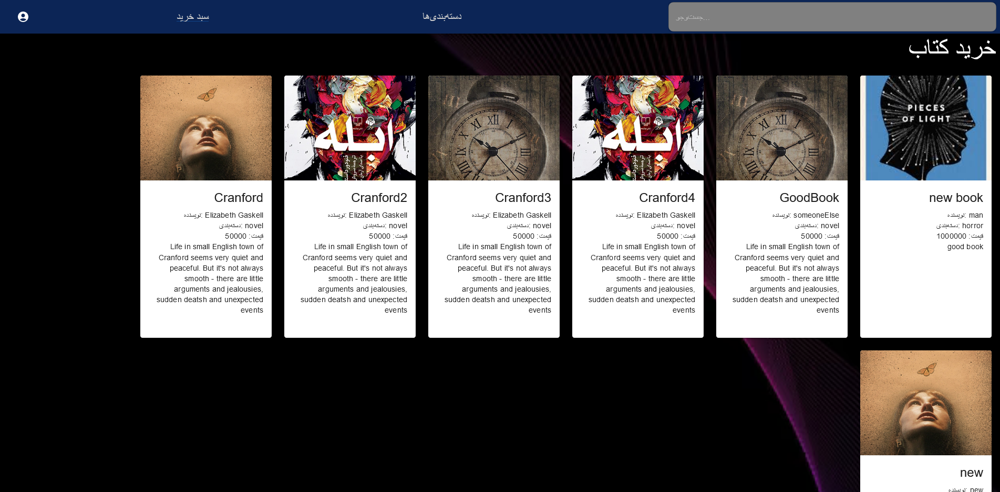 جست‌وجو...
دسته‌بندی‌ها
سبد خرید
خرید کتاب
PIECES
OF LIGHT
new book
نویسنده: man
دسته‌بندی: horror
قیمت: 1000000
good book
GoodBook
نویسنده: someoneElse
دسته‌بندی: novel
قیمت: 50000
Life in small English town of
Cranford seems very quiet and
peaceful. But it's not always
smooth - there are little
arguments and jealousies,
sudden deatsh and unexpected
events
ابله
Cranford4
نویسنده: Elizabeth Gaskell
دسته‌بندی: novel
قیمت: 50000
Life in small English town of
Cranford seems very quiet and
peaceful. But it's not always
smooth - there are little
arguments and jealousies,
sudden deatsh and unexpected
events
Cranford3
نویسنده: Elizabeth Gaskell
دسته‌بندی: novel
قیمت: 50000
Life in small English town of
Cranford seems very quiet and
peaceful. But it's not always
smooth - there are little
arguments and jealousies,
sudden deatsh and unexpected
events
ابله
Cranford2
نویسنده: Elizabeth Gaskell
دسته‌بندی: novel
قیمت: 50000
Life in small English town of
Cranford seems very quiet and
peaceful. But it's not always
smooth - there are little
arguments and jealousies,
sudden deatsh and unexpected
events
Cranford
نویسنده: Elizabeth Gaskell
دسته‌بندی: novel
قیمت: 50000
Life in small English town of
Cranford seems very quiet and
peaceful. But it's not always
smooth - there are little
arguments and jealousies,
sudden deatsh and unexpected
events
new
نویسنده: new